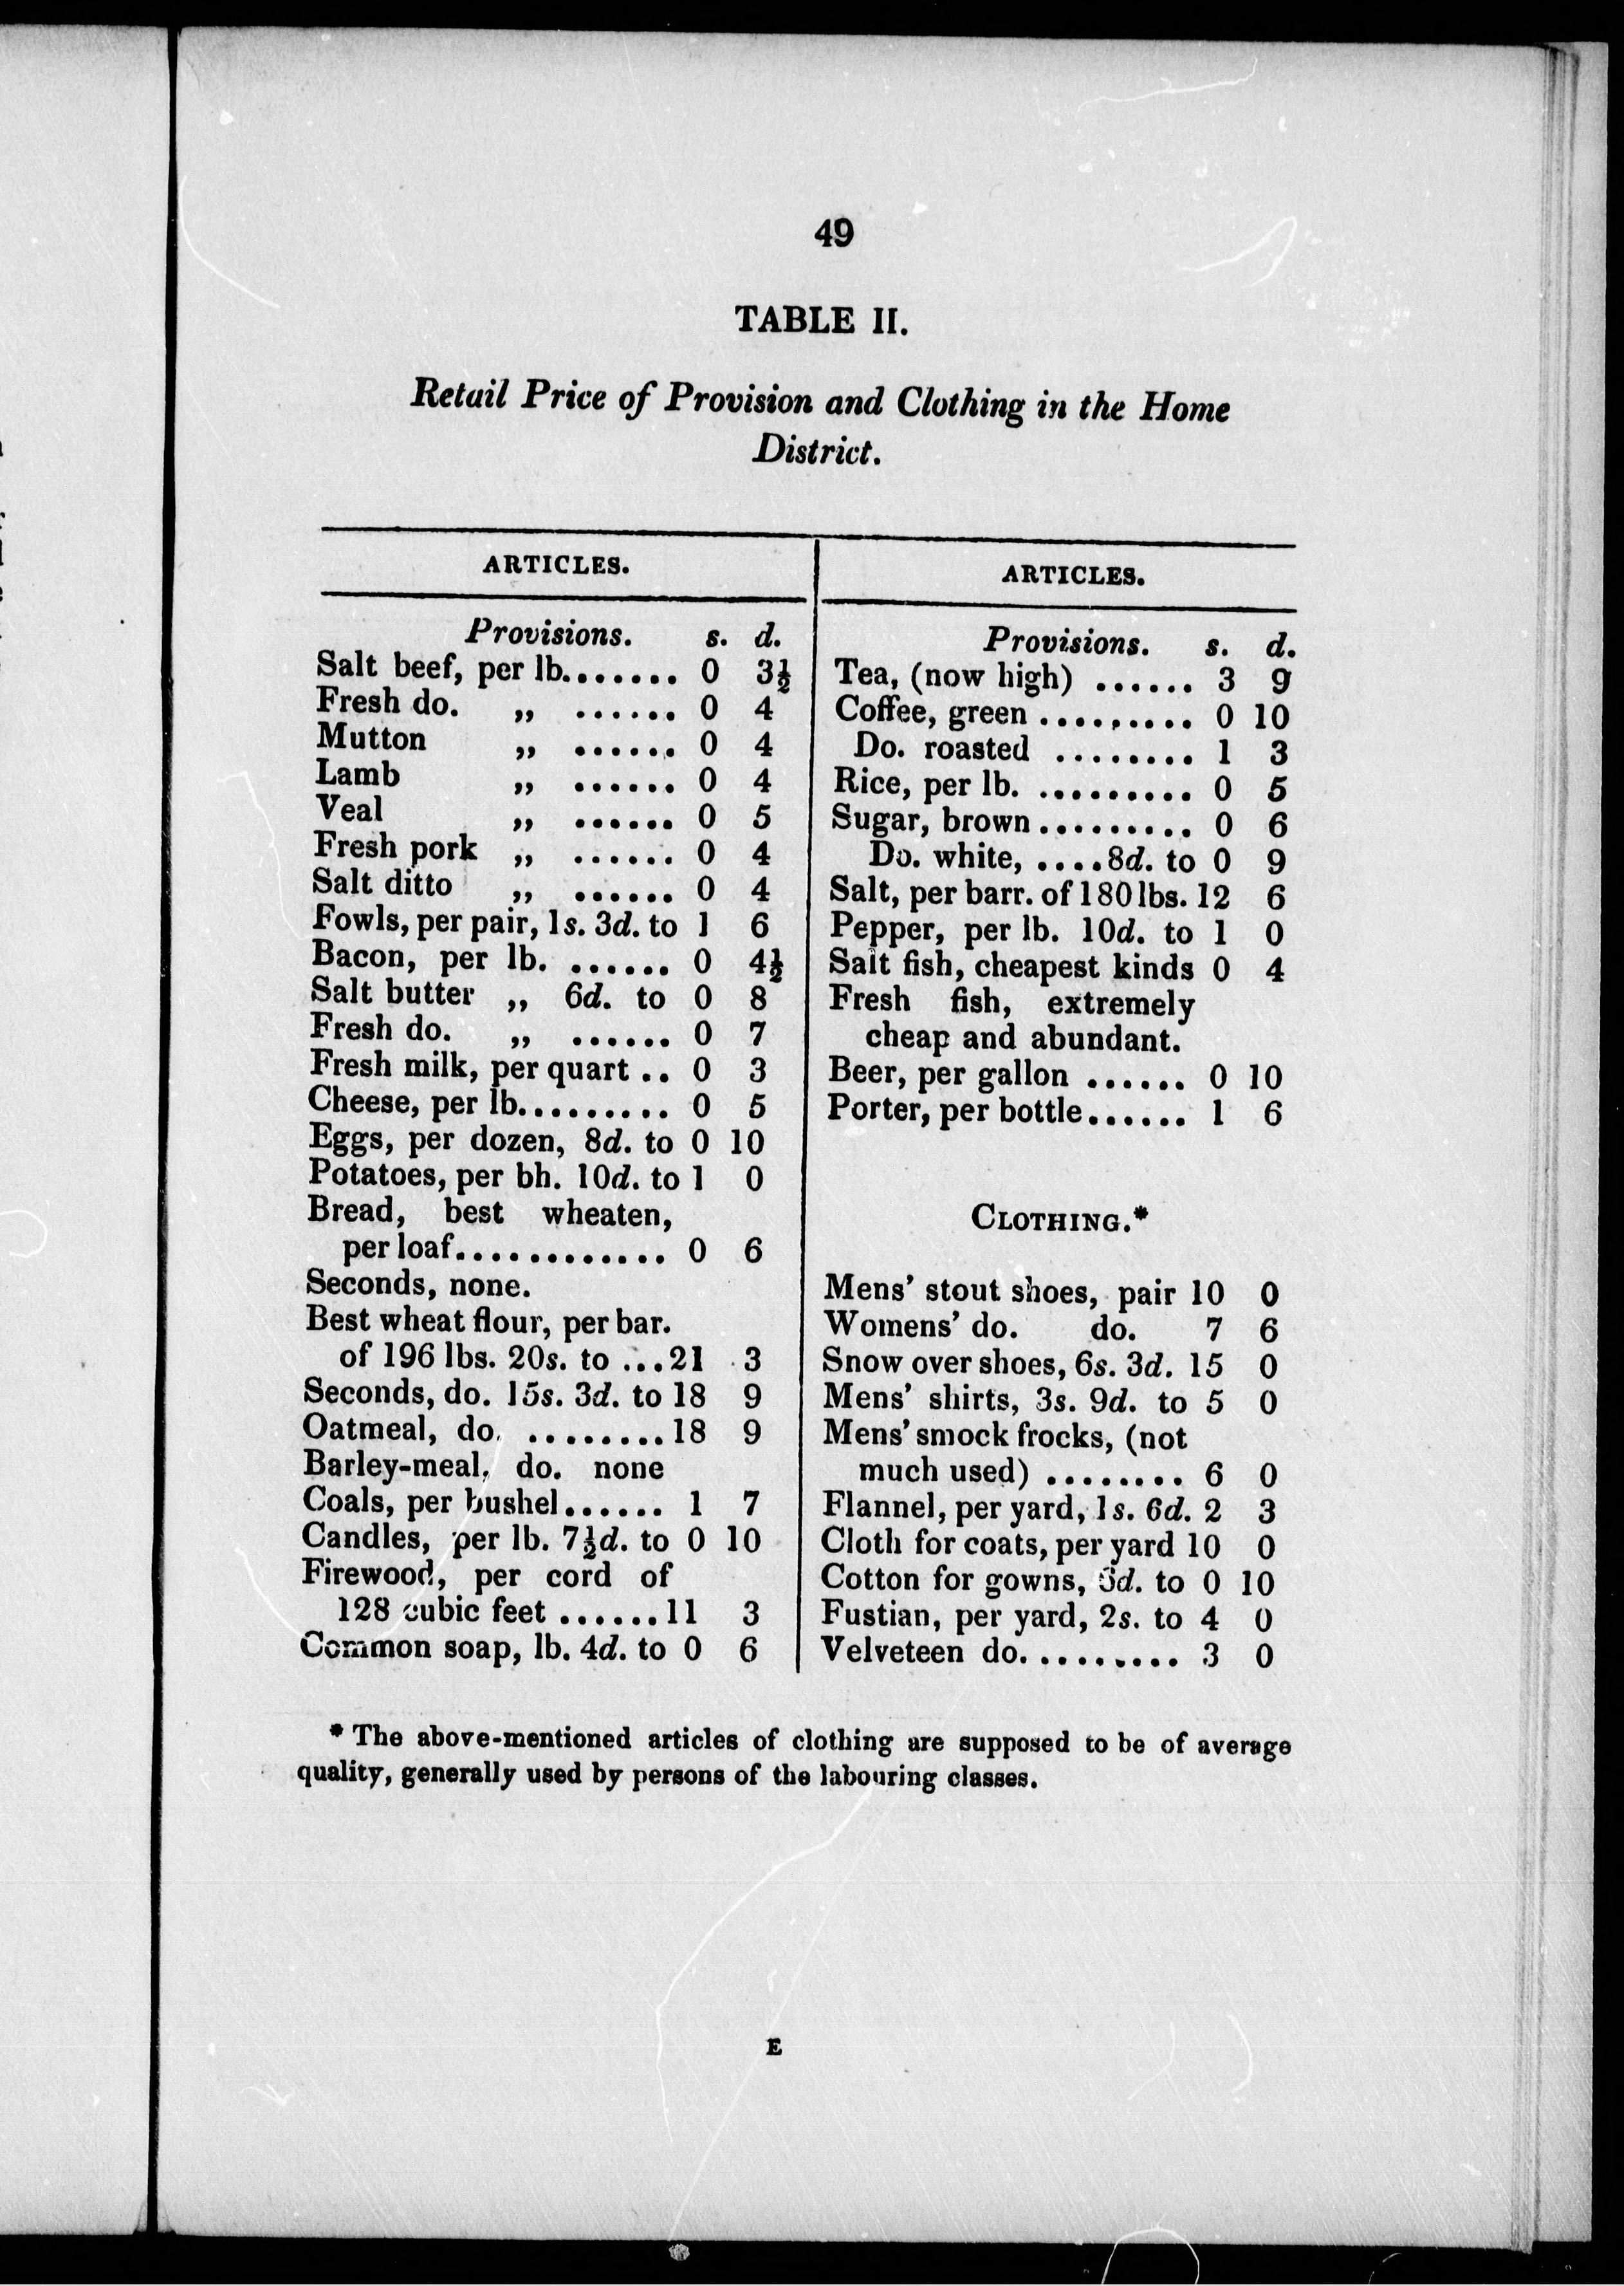 49
TABLE II.
Retail Price of Provision and Clothing in the Home
District.
ARTICLES.
Provisions. s. d.
Salt beef, per lb....... 0 3½
Fresh do. „ ...... 0 4
Mutton „ ...... 0 4
Lamb „ ...... 0 4
Veal „ ...... 0 5
Fresh pork „ ...... 0 4
Salt ditto „ ...... 0 4
Fowls, per pair, 1s. 3d. to 1 6
Bacon, per lb. ...... 0 4½
Salt butter „ 6d. to 0 8
Fresh do. „ ...... 0 7
Fresh milk, per quart .. 0 3
Cheese, per lb......... 0 5
Eggs, per dozen, 8d. to 0 10
Potatoes, per bh. 10d. to 1 0
Bread, best wheaten,
per loaf............ 0 6
Seconds, none.
Best wheat flour, per bar.
of 196 lbs. 20s. to ...21 3
Seconds, do. 15s. 3d. to 18 9
Oatmeal, do. ........18 9
Barley-meal, do. none
Coals, per bushel...... 1 7
Candles, per lb. 7½d. to 0 10
Firewood, per cord of
128 cubic feet ......11 3
Common soap, lb. 4d. to 0 6
ARTICLES.
Provisions. s. d.
Tea, (now high) ...... 3 9
Coffee, green ......... 0 10
Do. roasted ........ 1 3
Rice, per lb. ......... 0 5
Sugar, brown ......... 0 6
Do. white, ....8d. to 0 9
Salt, per barr. of 180 lbs. 12 6
Pepper, per lb. 10d. to 1 0
Salt fish, cheapest kinds 0 4
Fresh fish, extremely
cheap and abundant.
Beer, per gallon ...... 0 10
Porter, per bottle...... 1 6
CLOTHING.*
Mens' stout shoes, pair 10 0
Womens' do. do. 7 6
Snow over shoes, 6s. 3d. 15 0
Mens' shirts, 3s. 9d. to 5 0
Mens' smock frocks, (not
much used) ........ 6 0
Flannel, per yard, 1s. 6d. 2 3
Cloth for coats, per yard 10 0
Cotton for gowns, to 0 10
Fustian, per yard, 2s. to 4 0
Velveteen do. ......... 3 0
* The above-mentioned articles of clothing are supposed to be of average
quality, generally used by persons of the labouring classes.
E